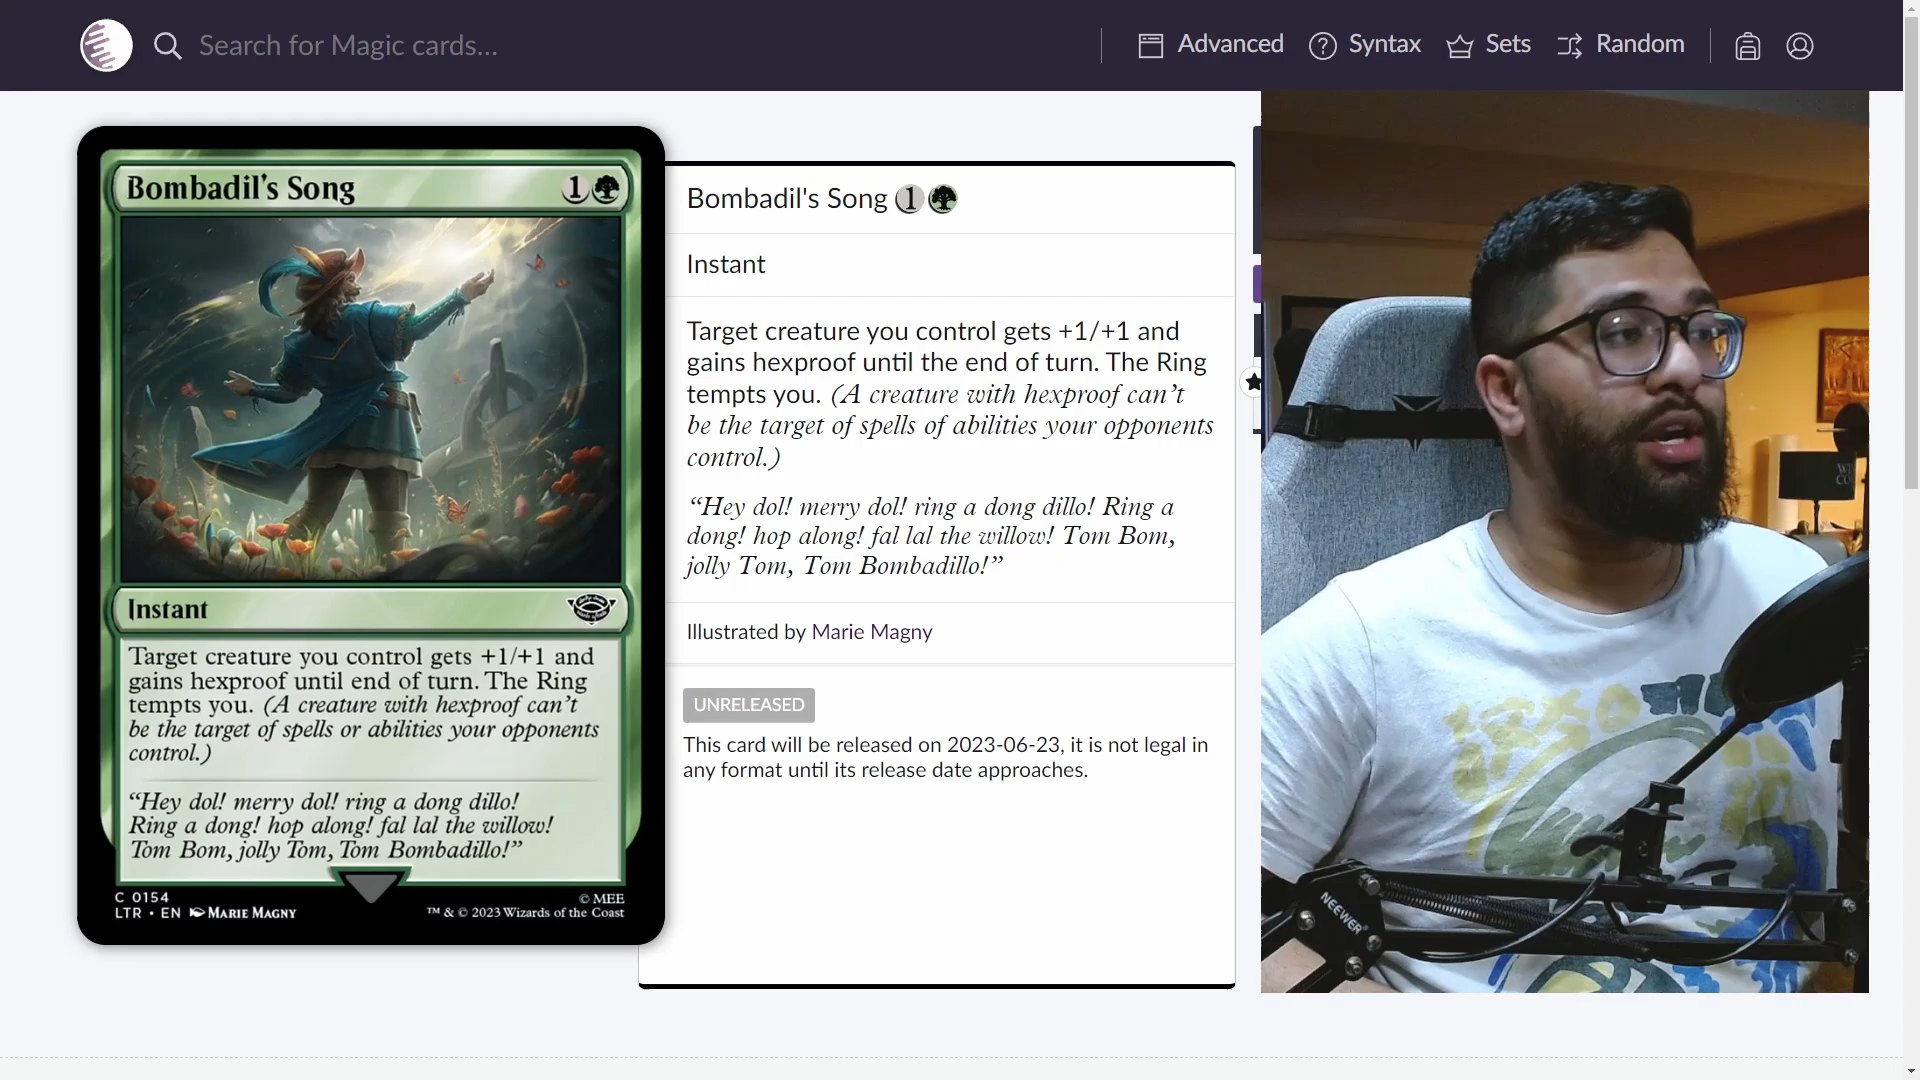 Search for Magic cards...
Advanced
Syntax
Sets
Random
Bombadil's Song 1
Instant
Target creature you control gets +1/+1 and
gains hexproof until end of turn. The Ring
tempts you. (A creature with hexproof can't
be the target of spells or abilities your opponents
control.)
"Hey dol! merry dol! ring a dong dillo!
Ring a dong! hop along! fal lal the willow!
Tom Bom, jolly Tom, Tom Bombadillo!"
C 0154
LTR • EN MARIE MAGNY
© MEE
™ & © 2023 Wizards of the Coast
Bombadil's Song 1
Instant
Target creature you control gets +1/+1 and
gains hexproof until the end of turn. The Ring
tempts you. (A creature with hexproof can't
be the target of spells of abilities your opponents
control.)
"Hey dol! merry dol! ring a dong dillo! Ring a
dong! hop along! fal lal the willow! Tom Bom,
jolly Tom, Tom Bombadillo!"
Illustrated by Marie Magny
UNRELEASED
This card will be released on 2023-06-23, it is not legal in
any format until its release date approaches.
NEEWER